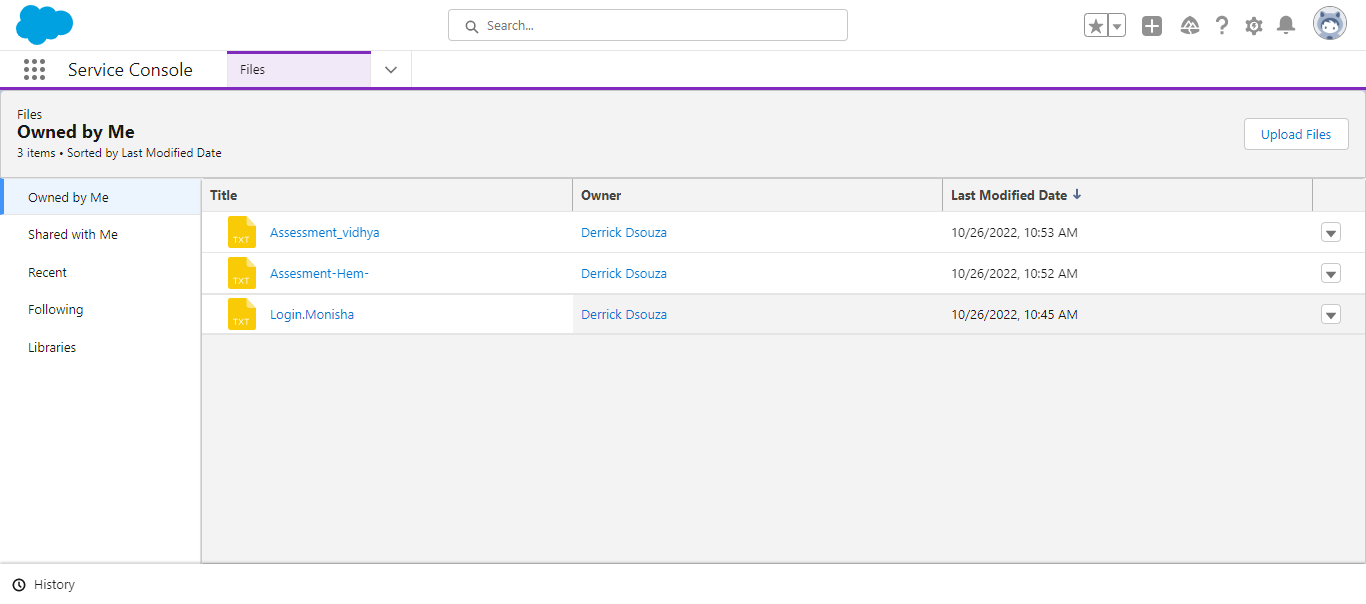 Search...
Service Console
Files
Files
Owned by Me
3 items • Sorted by Last Modified Date
Upload Files
Owned by Me
Shared with Me
Recent
Following
Libraries
Title Owner Last Modified Date ↓
TXT Assessment_vidhya Derrick Dsouza 10/26/2022, 10:53 AM
TXT Assesment-Hem- Derrick Dsouza 10/26/2022, 10:52 AM
TXT Login.Monisha Derrick Dsouza 10/26/2022, 10:45 AM
History